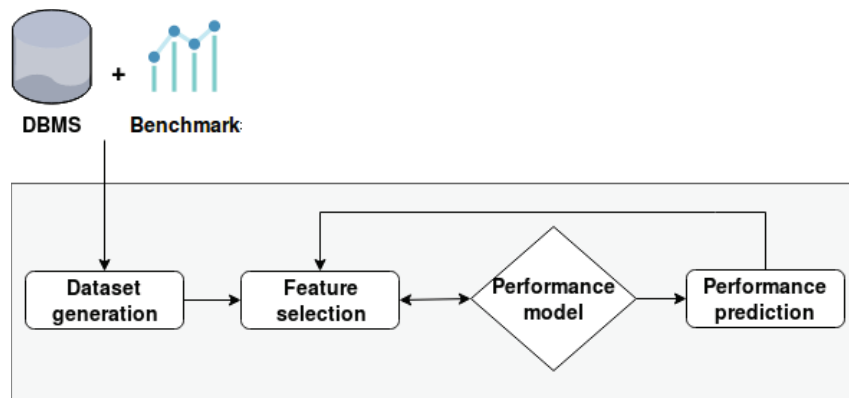 +
DBMS
Benchmark
Dataset
generation
Feature
selection
Performance
model
Performance
prediction